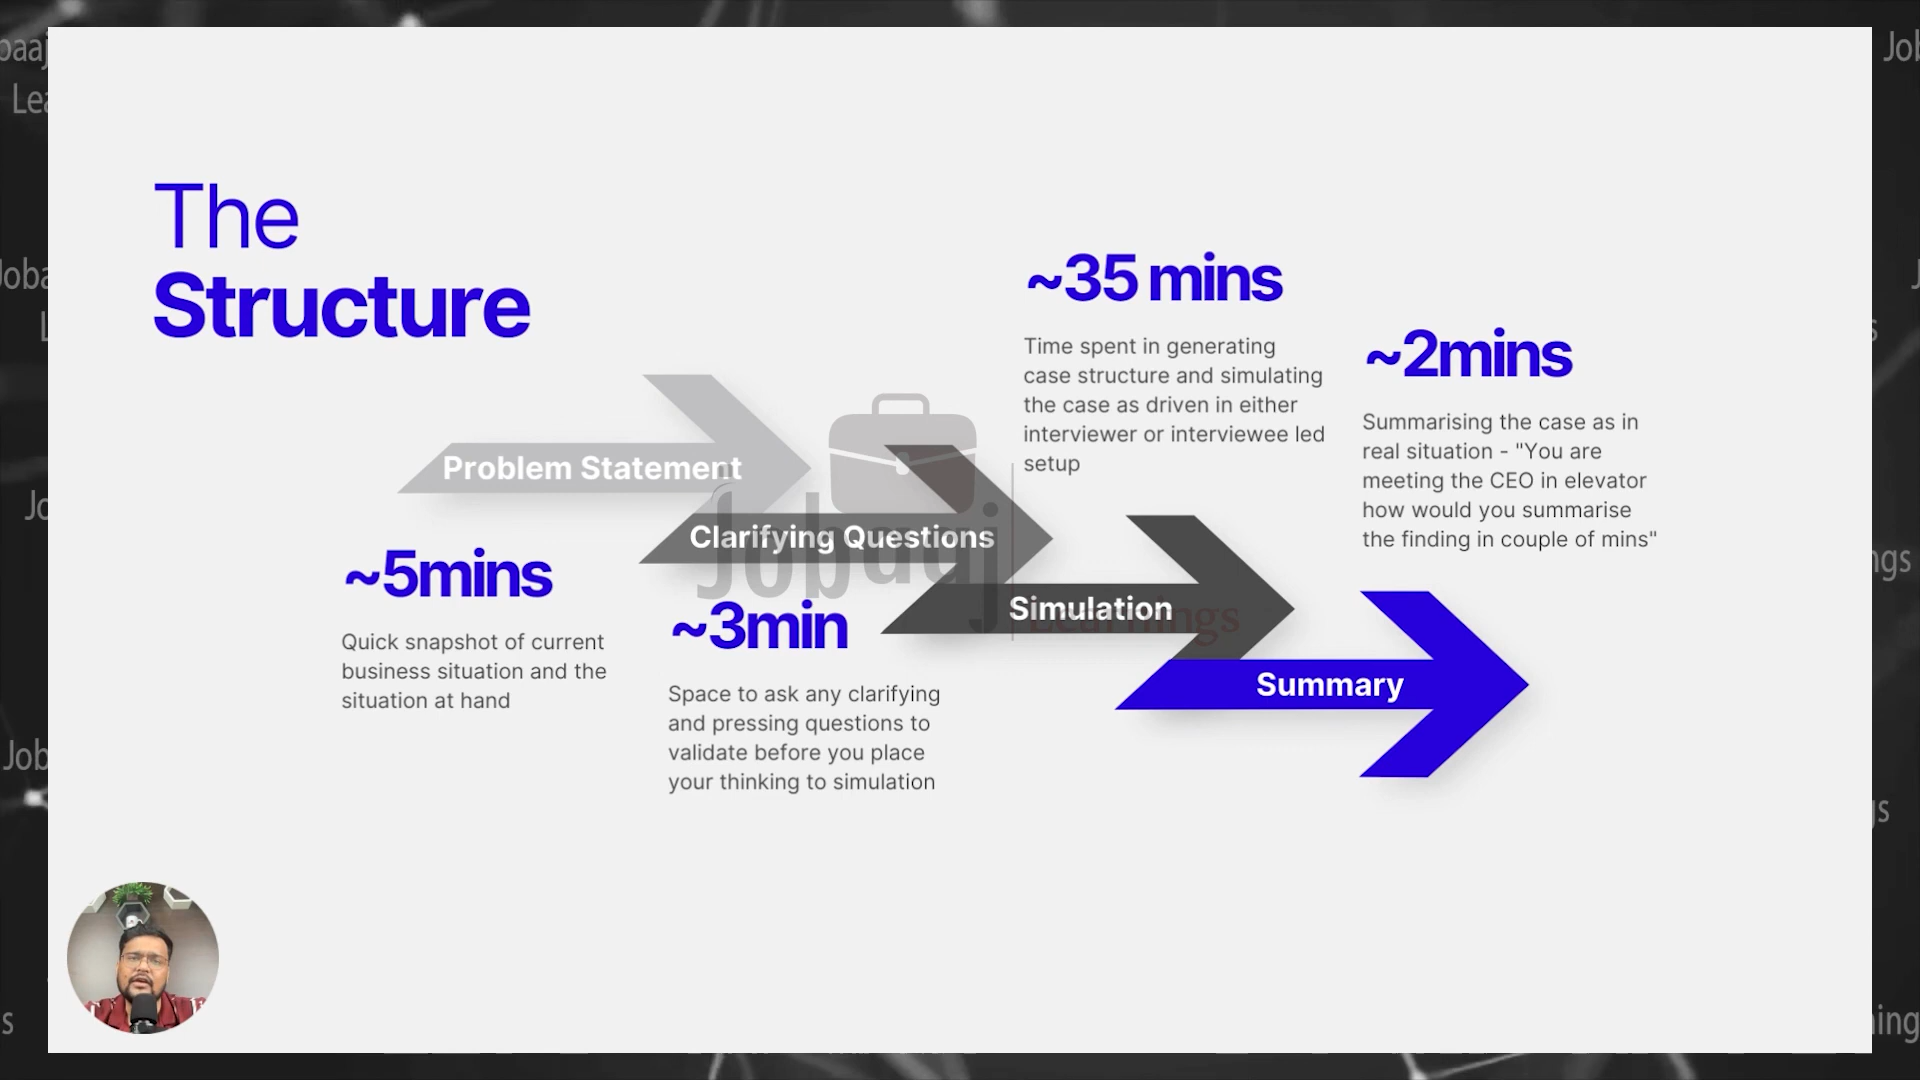 The
Structure
Problem Statement
~5mins
Quick snapshot of current
business situation and the
situation at hand
Clarifying Questions
~3min
Space to ask any clarifying
and pressing questions to
validate before you place
your thinking to simulation
~35 mins
Time spent in generating
case structure and simulating
the case as driven in either
interviewer or interviewee led
setup
Simulation
~2mins
Summarising the case as in
real situation - "You are
meeting the CEO in elevator
how would you summarise
the finding in couple of mins"
Summary
Jobaaj
Learnings